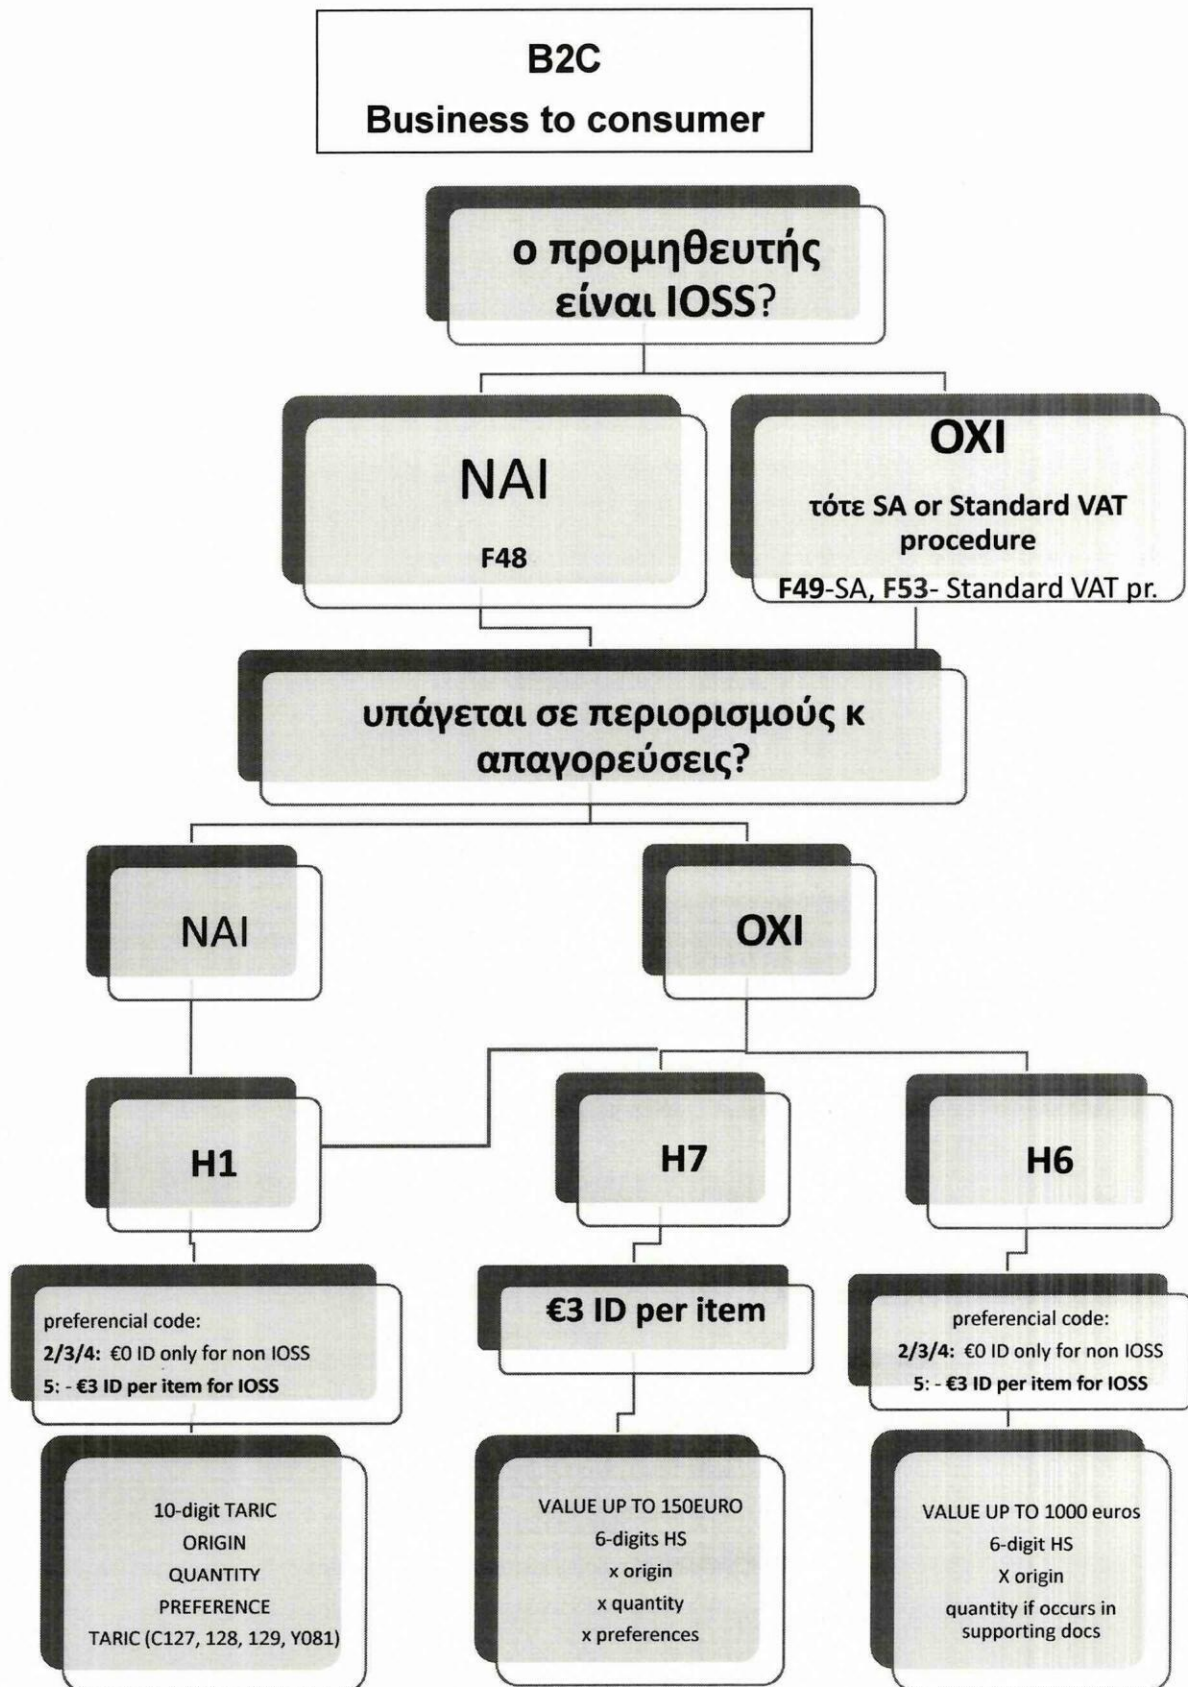 B2C
Business to consumer
ο προμηθευτής
είναι IOSS?
ΝΑΙ
F48
ΟΧΙ
τότε SA or Standard VAT
procedure
F49-SA, F53- Standard VAT pr.
υπάγεται σε περιορισμούς κ
απαγορεύσεις?
ΝΑΙ
ΟΧΙ
H1
H7
H6
preferencial code:
2/3/4: €0 ID only for non IOSS
5: - €3 ID per item for IOSS
€3 ID per item
preferencial code:
2/3/4: €0 ID only for non IOSS
5: - €3 ID per item for IOSS
10-digit TARIC
ORIGIN
QUANTITY
PREFERENCE
TARIC (C127, 128, 129, Y081)
VALUE UP TO 150EURO
6-digits HS
x origin
x quantity
x preferences
VALUE UP TO 1000 euros
6-digit HS
X origin
quantity if occurs in
supporting docs